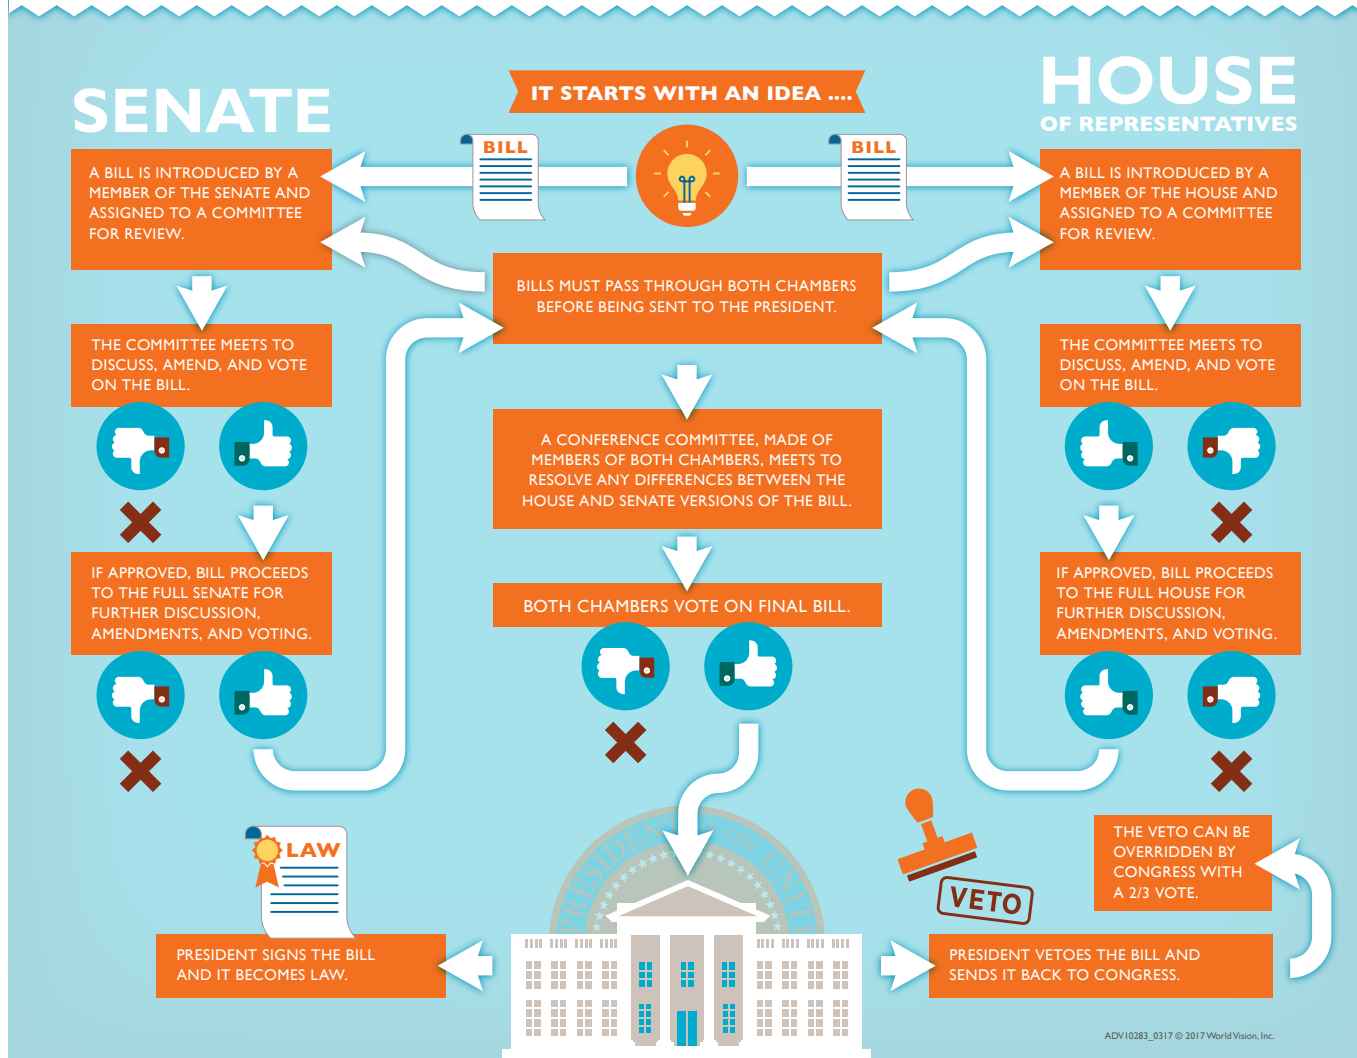 IT STARTS WITH AN IDEA ....
SENATE
HOUSE
OF REPRESENTATIVES
BILL
BILL
A BILL IS INTRODUCED BY A
MEMBER OF THE SENATE AND
ASSIGNED TO A COMMITTEE
FOR REVIEW.
A BILL IS INTRODUCED BY A
MEMBER OF THE HOUSE AND
ASSIGNED TO A COMMITTEE
FOR REVIEW.
BILLS MUST PASS THROUGH BOTH CHAMBERS
BEFORE BEING SENT TO THE PRESIDENT.
THE COMMITTEE MEETS TO
DISCUSS, AMEND, AND VOTE
ON THE BILL.
THE COMMITTEE MEETS TO
DISCUSS, AMEND, AND VOTE
ON THE BILL.
A CONFERENCE COMMITTEE, MADE OF
MEMBERS OF BOTH CHAMBERS, MEETS TO
RESOLVE ANY DIFFERENCES BETWEEN THE
HOUSE AND SENATE VERSIONS OF THE BILL.
IF APPROVED, BILL PROCEEDS
TO THE FULL SENATE FOR
FURTHER DISCUSSION,
AMENDMENTS, AND VOTING.
IF APPROVED, BILL PROCEEDS
TO THE FULL HOUSE FOR
FURTHER DISCUSSION,
AMENDMENTS, AND VOTING.
BOTH CHAMBERS VOTE ON FINAL BILL.
LAW
PRESIDENT SIGNS THE BILL
AND IT BECOMES LAW.
VETO
PRESIDENT VETOES THE BILL AND
SENDS IT BACK TO CONGRESS.
THE VETO CAN BE
OVERRIDDEN BY
CONGRESS WITH
A 2/3 VOTE.
ADV10283_0317 © 2017 World Vision, Inc.